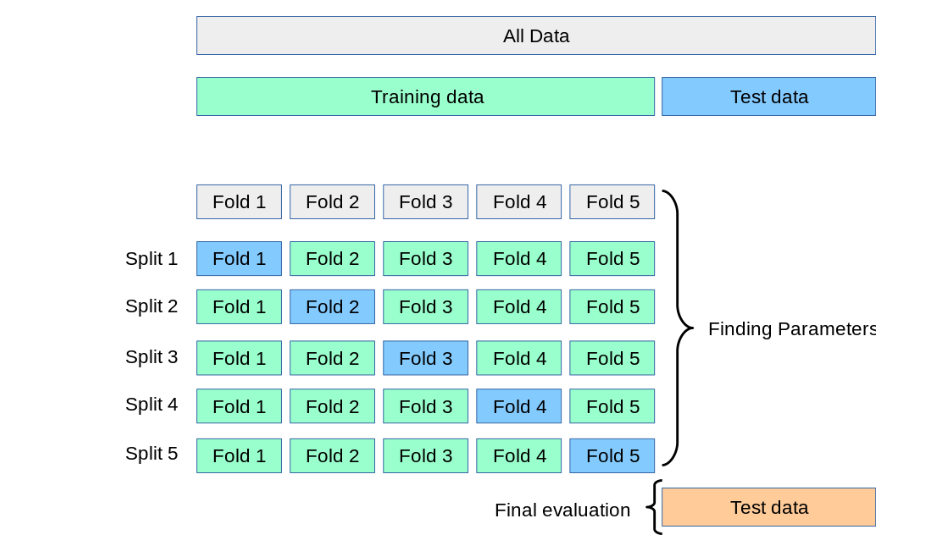 All Data
Training data Test data
Fold 1 Fold 2 Fold 3 Fold 4 Fold 5
Split 1 Fold 1 Fold 2 Fold 3 Fold 4 Fold 5
Split 2 Fold 1 Fold 2 Fold 3 Fold 4 Fold 5
Finding Parameters
Split 3 Fold 1 Fold 2 Fold 3 Fold 4 Fold 5
Split 4 Fold 1 Fold 2 Fold 3 Fold 4 Fold 5
Split 5 Fold 1 Fold 2 Fold 3 Fold 4 Fold 5
Final evaluation Test data